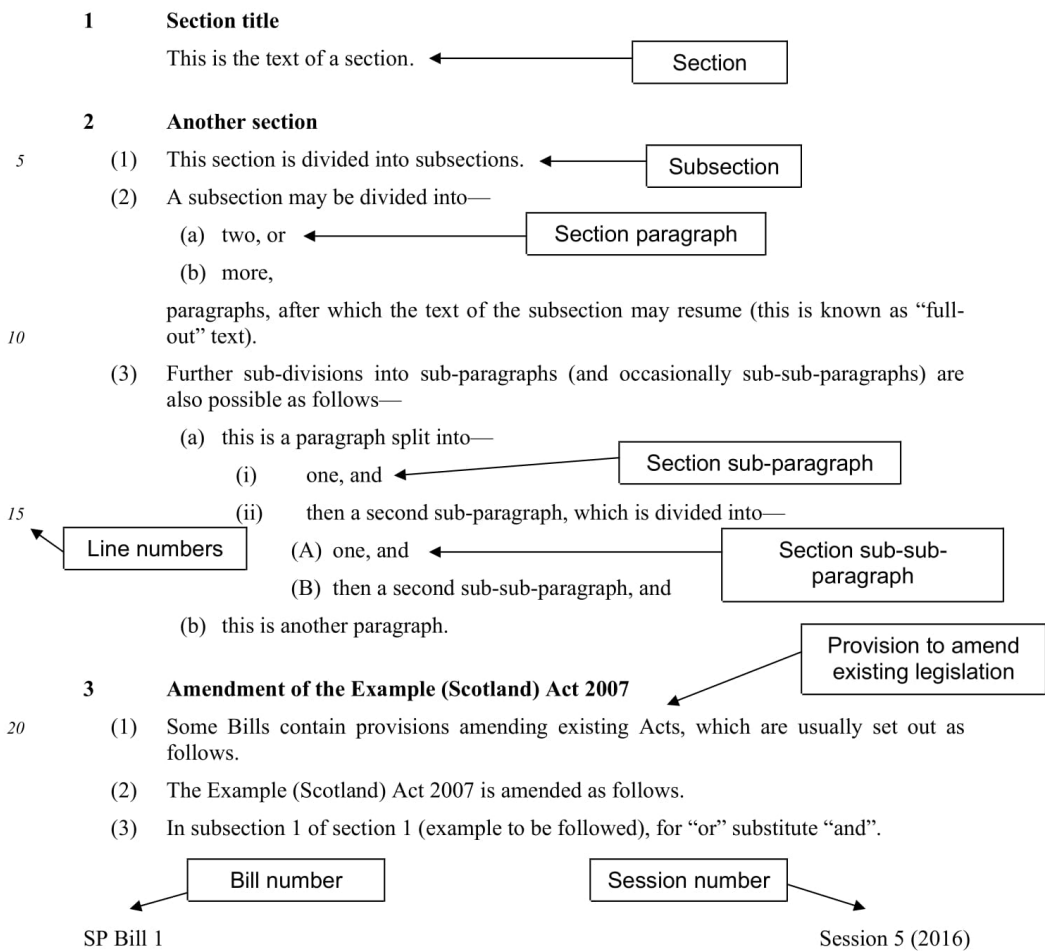 1 Section title
This is the text of a section.
Section
2 Another section
5 (1) This section is divided into subsections.
Subsection
(2) A subsection may be divided into—
(a) two, or
Section paragraph
(b) more,
paragraphs, after which the text of the subsection may resume (this is known as “full-
10 out” text).
(3) Further sub-divisions into sub-paragraphs (and occasionally sub-sub-paragraphs) are
also possible as follows—
(a) this is a paragraph split into—
(i) one, and
Section sub-paragraph
15 (ii) then a second sub-paragraph, which is divided into—
Line numbers
(A) one, and
Section sub-sub-
paragraph
(B) then a second sub-sub-paragraph, and
(b) this is another paragraph.
Provision to amend
existing legislation
3 Amendment of the Example (Scotland) Act 2007
20 (1) Some Bills contain provisions amending existing Acts, which are usually set out as
follows.
(2) The Example (Scotland) Act 2007 is amended as follows.
(3) In subsection 1 of section 1 (example to be followed), for “or” substitute “and”.
Bill number
Session number
SP Bill 1
Session 5 (2016)